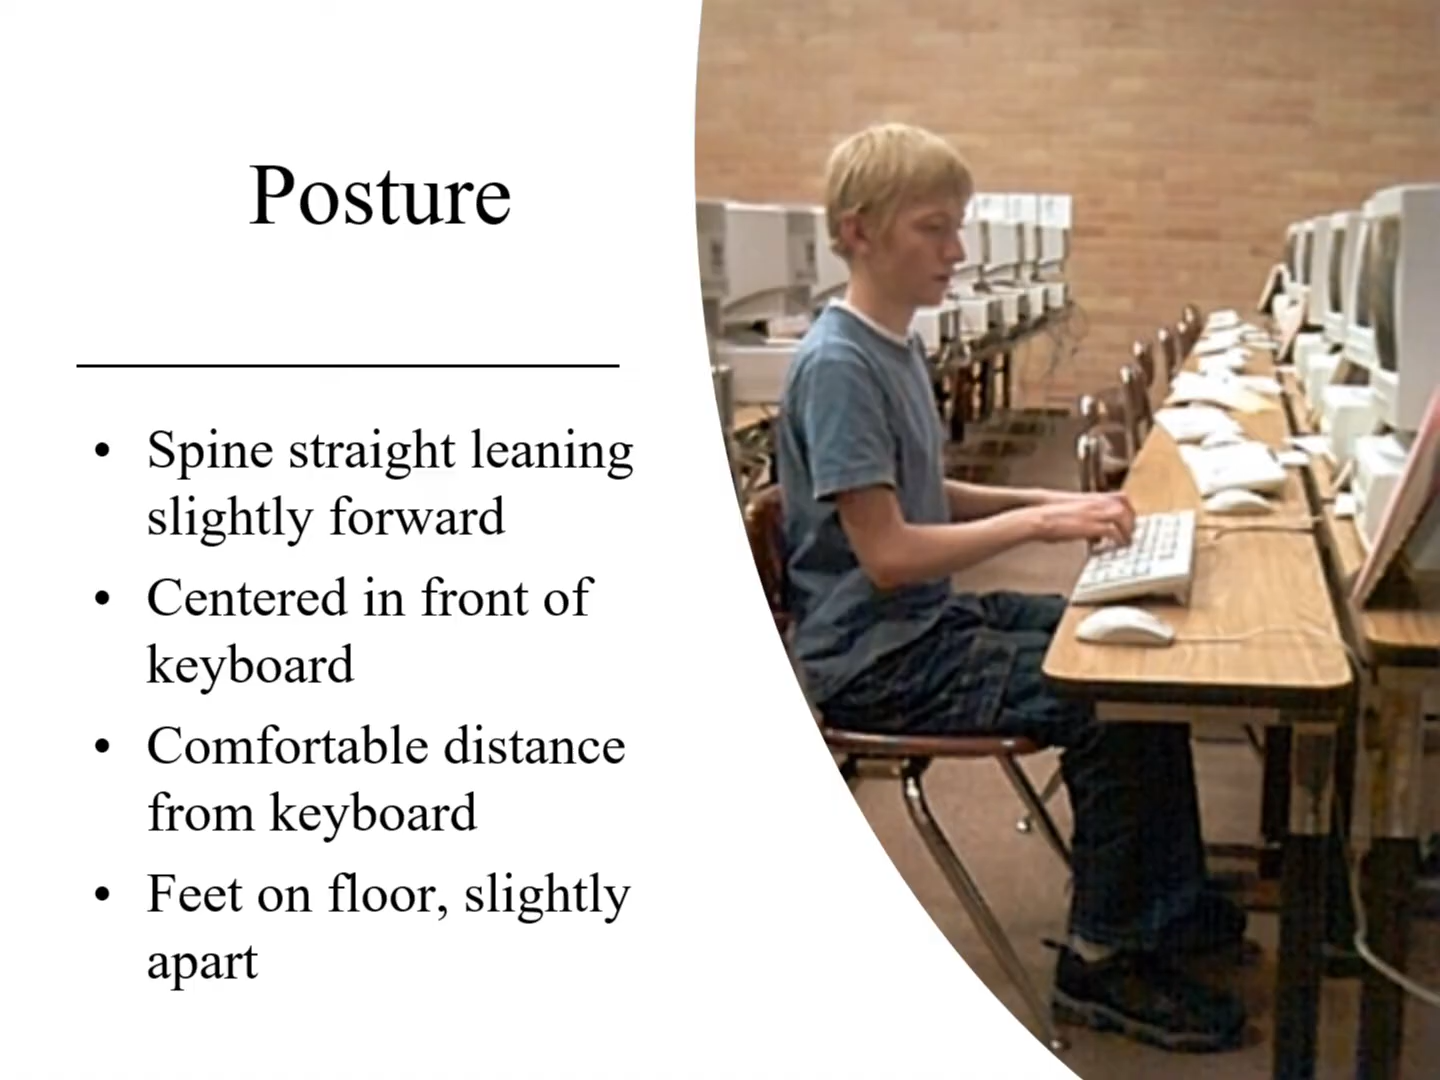 Posture
• Spine straight leaning
slightly forward
• Centered in front of
keyboard
• Comfortable distance
from keyboard
• Feet on floor, slightly
apart